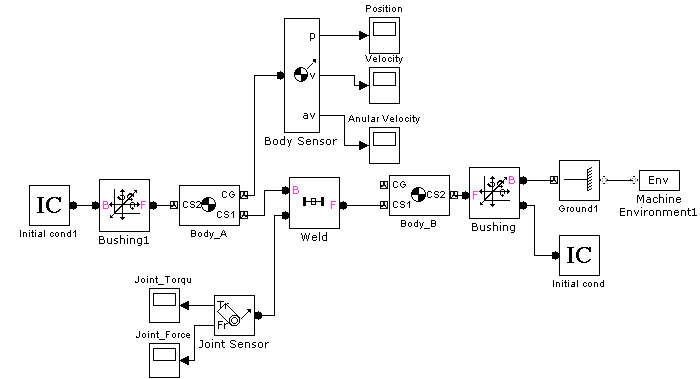 Position
p
Velocity
v
Anular Velocity
av
Body Sensor
CG
B
CG
B
Env
IC
B
F
CS2
CS1
F
CS1
CS2
F
Ground1
Machine
Environment1
Initial cond1
Bushing1
Body_A
Weld
Body_B
Bushing
IC
Initial cond
Joint_Torqu
Tr
Joint_Force
Fr
Joint Sensor